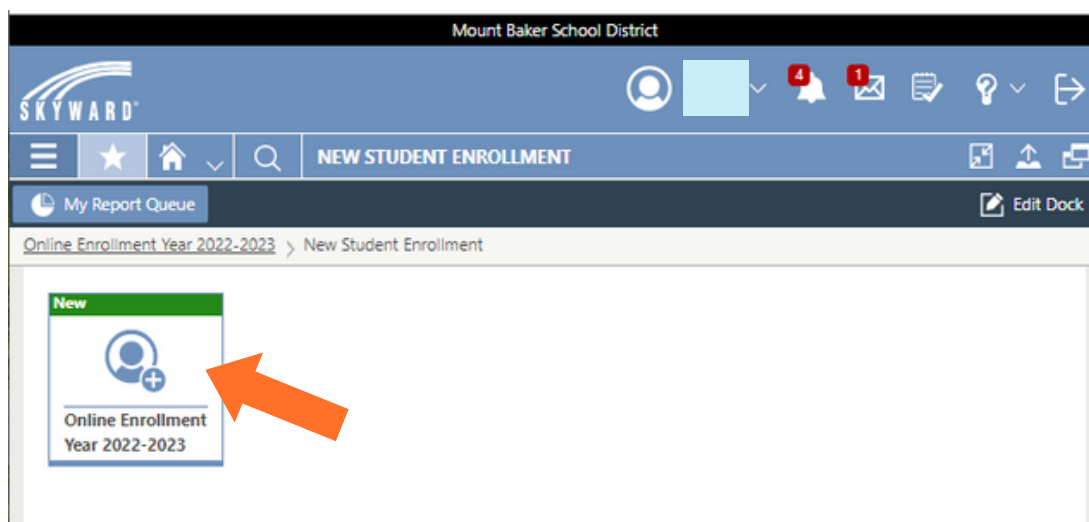 Mount Baker School District
SKYWARD
4
1
NEW STUDENT ENROLLMENT
My Report Queue
Edit Dock
Online Enrollment Year 2022-2023 > New Student Enrollment
New
Online Enrollment
Year 2022-2023